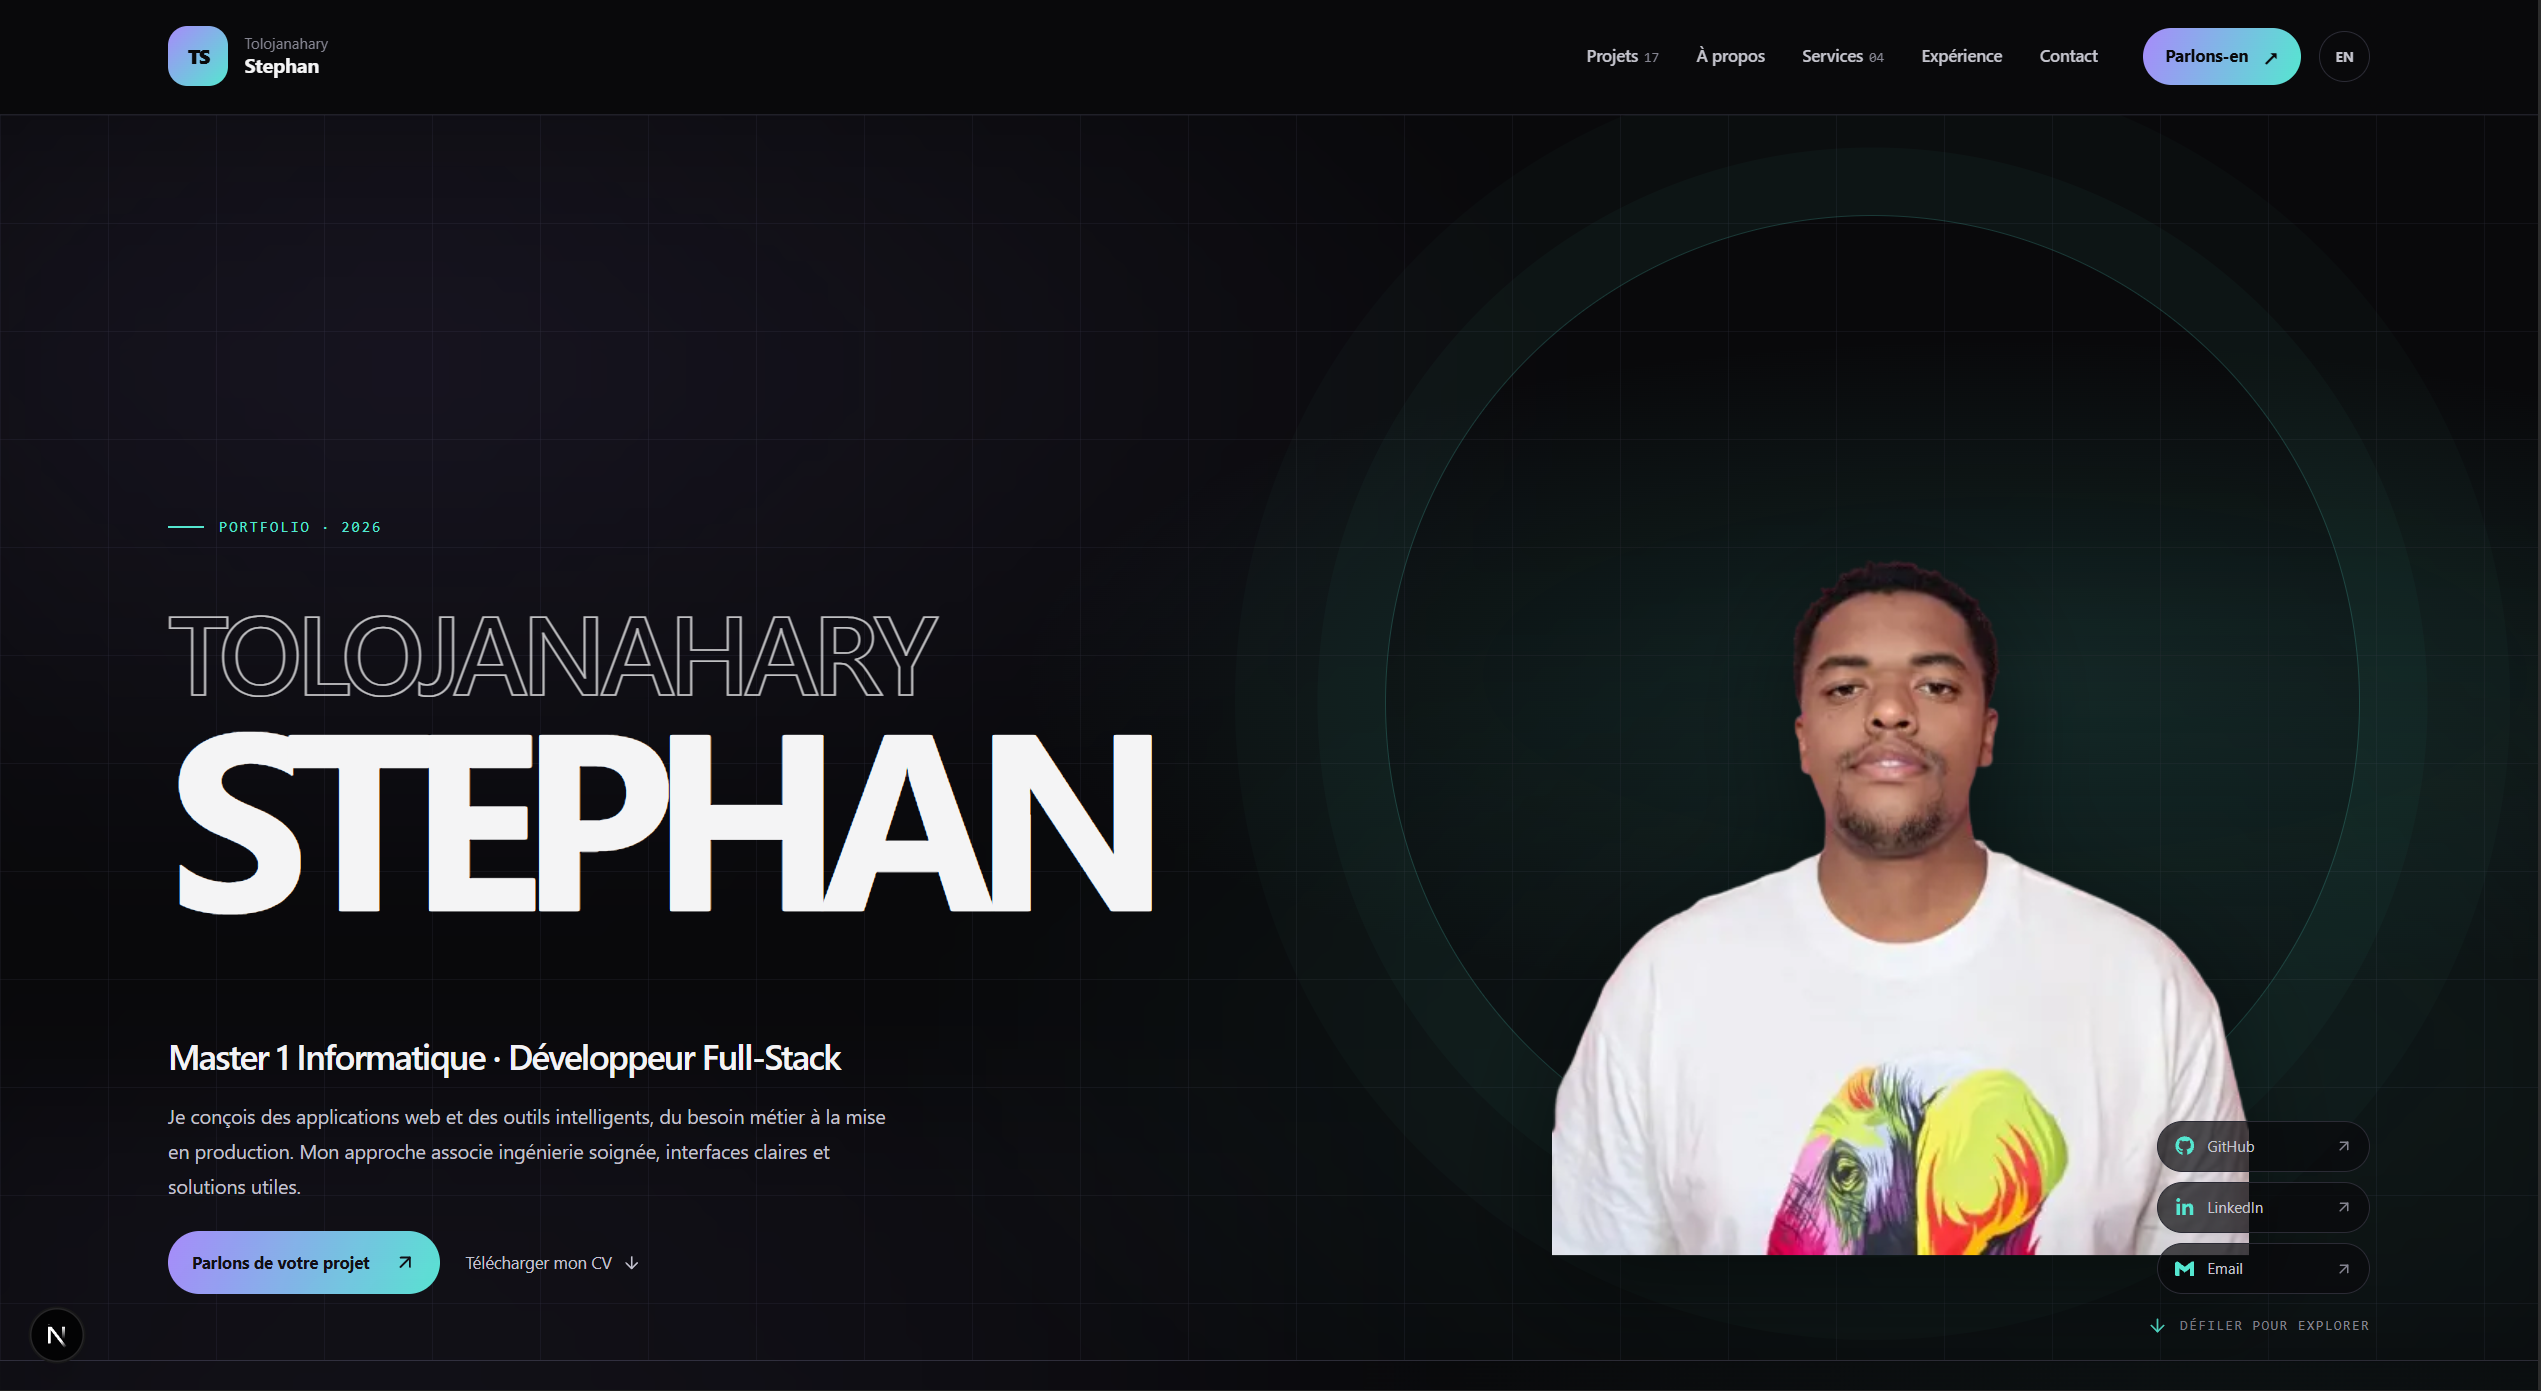 TS
Tolojanahary
Stephan
Projets 17
À propos
Services 04
Expérience
Contact
Parlons-en
EN
PORTFOLIO · 2026
TOLOJANAHARY
STEPHAN
Master 1 Informatique · Développeur Full-Stack
Je conçois des applications web et des outils intelligents, du besoin métier à la mise
en production. Mon approche associe ingénierie soignée, interfaces claires et
solutions utiles.
Parlons de votre projet
Télécharger mon CV
GitHub
LinkedIn
Email
DÉFILER POUR EXPLORER
N